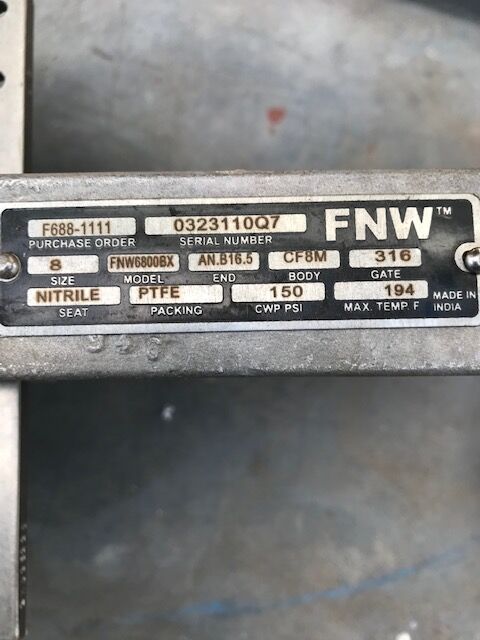 F688-1111 0323110Q7 FNW™
PURCHASE ORDER SERIAL NUMBER
8 FNW6800BX AN.B16.5 CF8M 316
SIZE MODEL END BODY GATE
NITRILE PTFE 150 194 MADE IN
SEAT PACKING CWP PSI MAX. TEMP. F INDIA